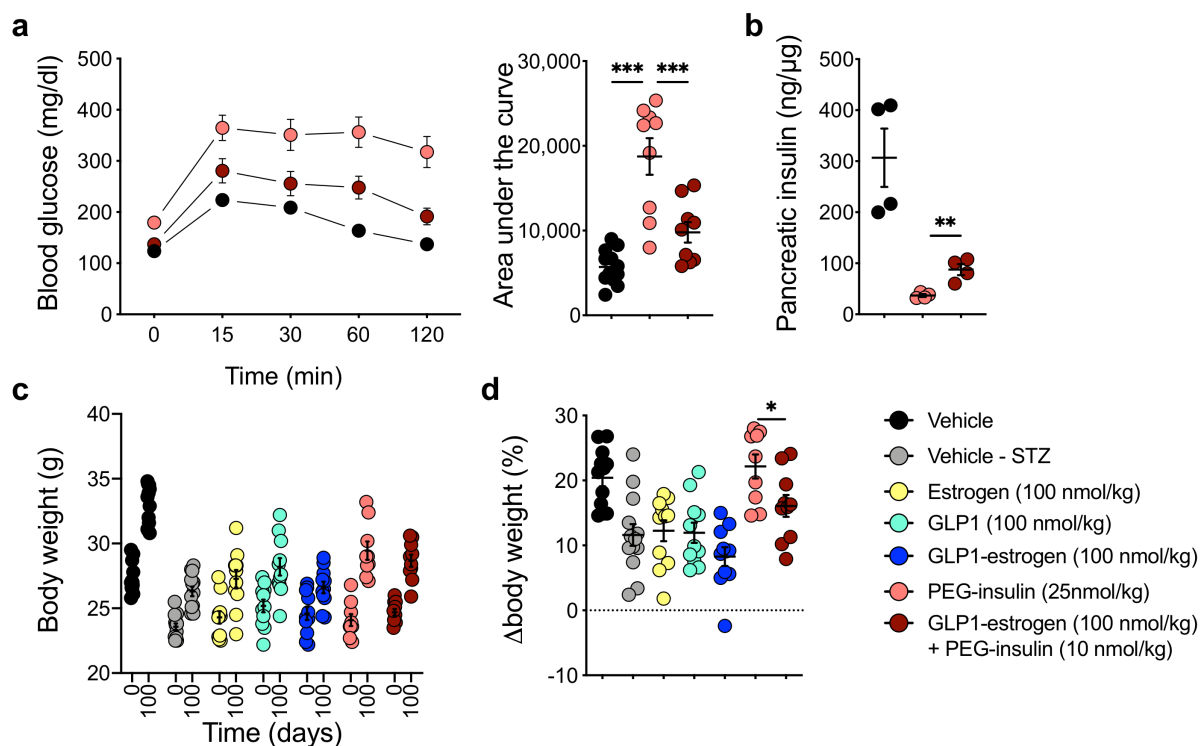 a
Blood glucose (mg/dl)
500
400
300
200
100
0
0 15 30 60 120
Time (min)
Area under the curve
30,000
20,000
10,000
0
*** ***
b
Pancreatic insulin (ng/μg)
500
400
300
200
100
0
**
c
Body weight (g)
40
35
30
25
20
0 100 0 100 0 100 0 100 0 100 0 100 0 100
Time (days)
d
Δbody weight (%)
30
20
10
0
-10
*
Vehicle
Vehicle - STZ
Estrogen (100 nmol/kg)
GLP1 (100 nmol/kg)
GLP1-estrogen (100 nmol/kg)
PEG-insulin (25nmol/kg)
GLP1-estrogen (100 nmol/kg)
+ PEG-insulin (10 nmol/kg)